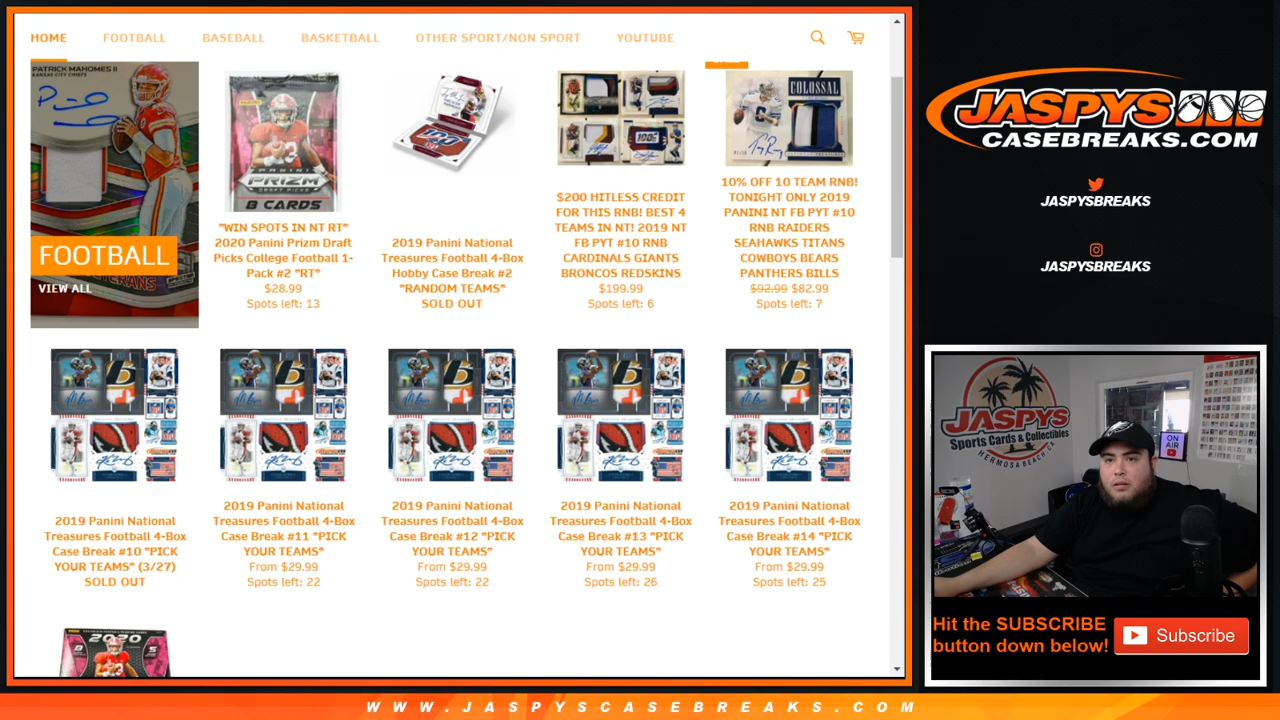 HOME FOOTBALL BASEBALL BASKETBALL OTHER SPORT/NON SPORT YOUTUBE
PATRICK MAHOMES II
KANSAS CITY CHIEFS
FOOTBALL
VIEW ALL
PANINI
PRIZM
DRAFT PICKS
8 CARDS
"WIN SPOTS IN NT RT"
2020 Panini Prizm Draft
Picks College Football 1-
Pack #2 "RT"
$28.99
Spots left: 13
2019 Panini National
Treasures Football 4-Box
Hobby Case Break #2
"RANDOM TEAMS"
SOLD OUT
$200 HITLESS CREDIT
FOR THIS RNB! BEST 4
TEAMS IN NT! 2019 NT
FB PYT #10 RNB
CARDINALS GIANTS
BRONCOS REDSKINS
$199.99
Spots left: 6
COLOSSAL
10% OFF 10 TEAM RNB!
TONIGHT ONLY 2019
PANINI NT FB PYT #10
RNB RAIDERS
SEAHAWKS TITANS
COWBOYS BEARS
PANTHERS BILLS
$92.99 $82.99
Spots left: 7
2019 Panini National
Treasures Football 4-Box
Case Break #10 "PICK
YOUR TEAMS" (3/27)
SOLD OUT
2019 Panini National
Treasures Football 4-Box
Case Break #11 "PICK
YOUR TEAMS"
From $29.99
Spots left: 22
2019 Panini National
Treasures Football 4-Box
Case Break #12 "PICK
YOUR TEAMS"
From $29.99
Spots left: 22
2019 Panini National
Treasures Football 4-Box
Case Break #13 "PICK
YOUR TEAMS"
From $29.99
Spots left: 26
2019 Panini National
Treasures Football 4-Box
Case Break #14 "PICK
YOUR TEAMS"
From $29.99
Spots left: 25
2020
JASPYS
CASEBREAKS.COM
JASPYSBREAKS
JASPYSBREAKS
JASPYS
Sports Cards & Collectibles
HERMOSA BEACH, CA
ON
AIR
Hit the SUBSCRIBE
button down below!
Subscribe
WWW.JASPYSCASEBREAKS.COM